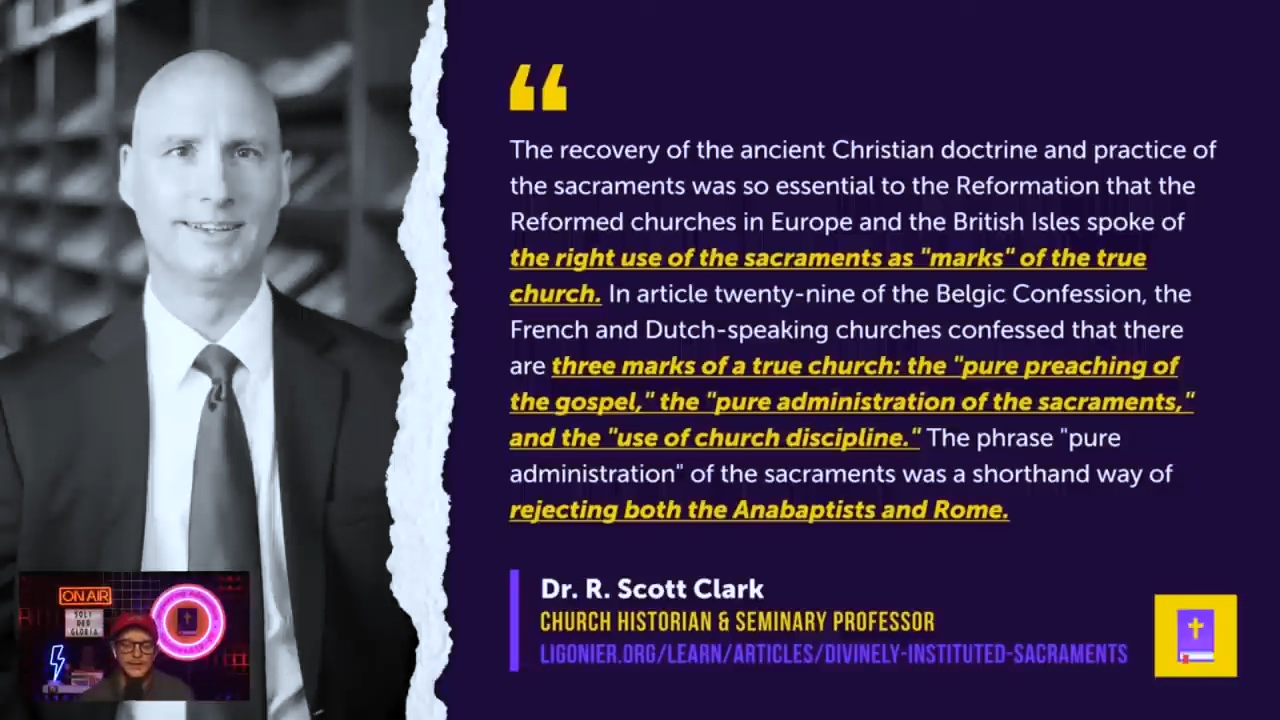 The recovery of the ancient Christian doctrine and practice of
the sacraments was so essential to the Reformation that the
Reformed churches in Europe and the British Isles spoke of
the right use of the sacraments as "marks" of the true
church. In article twenty-nine of the Belgic Confession, the
French and Dutch-speaking churches confessed that there
are three marks of a true church: the "pure preaching of
the gospel," the "pure administration of the sacraments,"
and the "use of church discipline." The phrase "pure
administration" of the sacraments was a shorthand way of
rejecting both the Anabaptists and Rome.
Dr. R. Scott Clark
CHURCH HISTORIAN & SEMINARY PROFESSOR
LIGONIER.ORG/LEARN/ARTICLES/DIVINELY-INSTITUTED-SACRAMENTS
ON AIR
SOLI
DEO
GLORIA